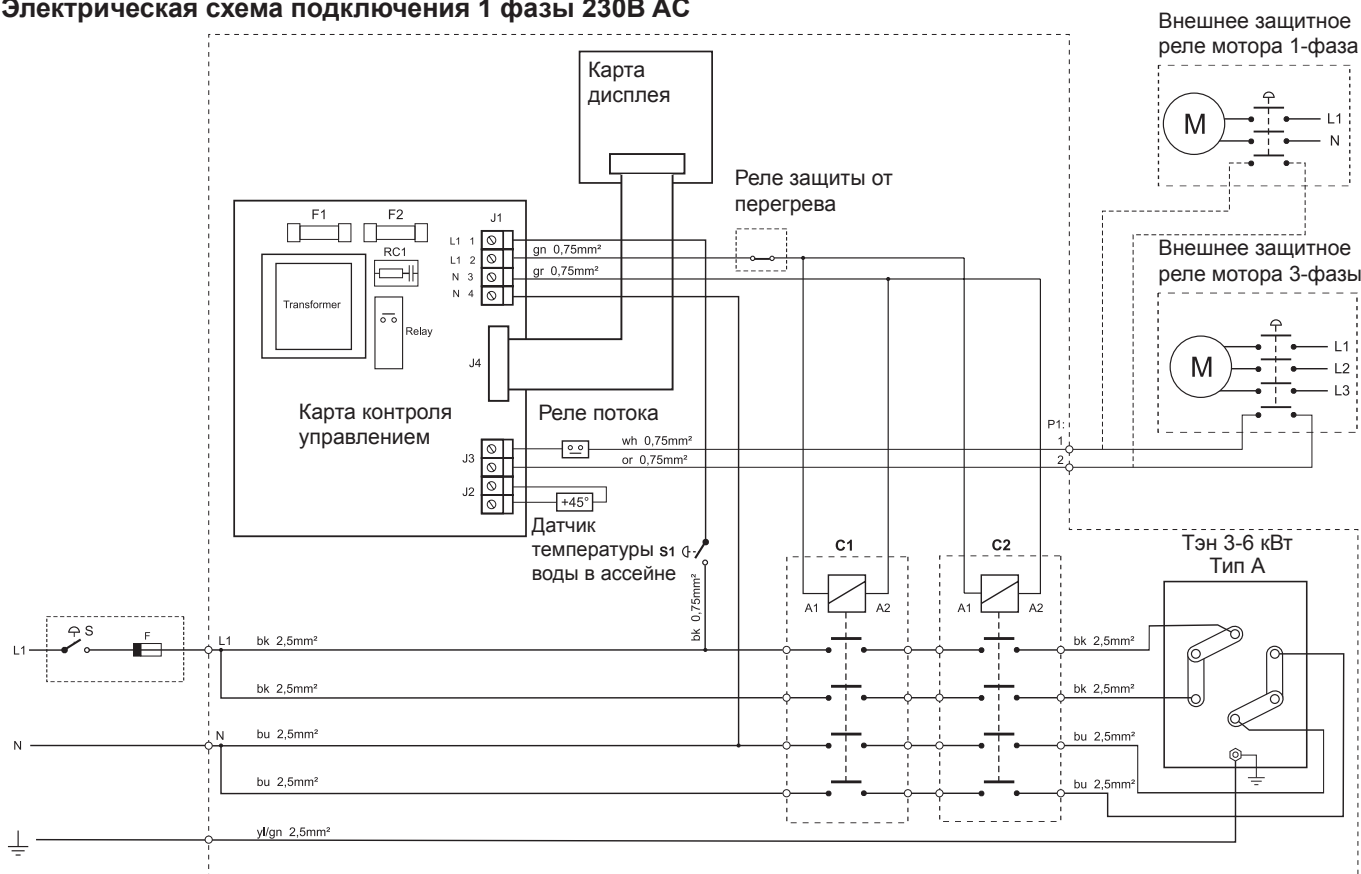 Электрическая схема подключения 1 фазы 230В АС
Внешнее защитное
реле мотора 1-фаза
M
L1
N
Карта
дисплея
Реле защиты от
перегрева
F1
F2
J1
RC1
L1 1
L1 2
N 3
N 4
gn 0,75mm²
gr 0,75mm²
Transformer
Relay
J4
Внешнее защитное
реле мотора 3-фазы
M
L1
L2
L3
Карта контроля
управлением
Реле потока
J3
wh 0,75mm²
or 0,75mm²
P1:
1
2
J2
+45°
Датчик
температуры
воды в ассейне
S1
bk 0,75mm²
C1
C2
A1
A2
A1
A2
Тэн 3-6 кВт
Тип А
L1
S
F
L1
bk 2,5mm²
bk 2,5mm²
bk 2,5mm²
bk 2,5mm²
N
N
bu 2,5mm²
bu 2,5mm²
bu 2,5mm²
bu 2,5mm²
yl/gn 2,5mm²